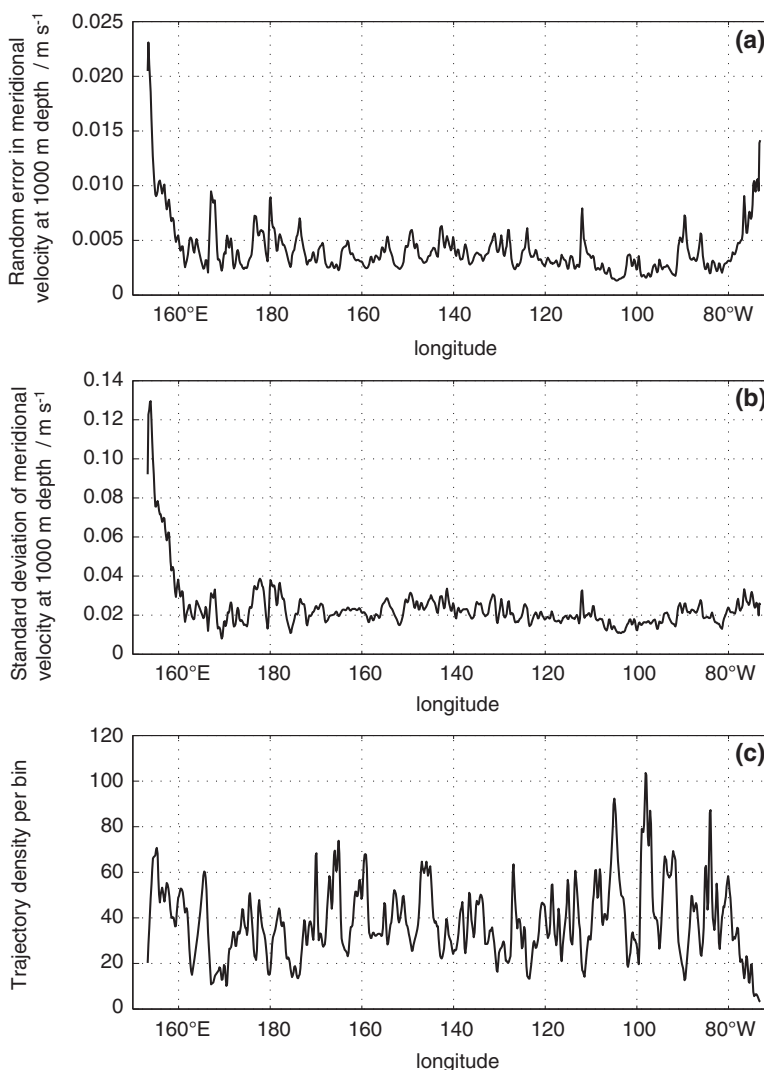 (a)
Random error in meridional
velocity at 1000 m depth / m s-1
0.025
0.020
0.015
0.010
0.005
0
160°E 180 160 140 120 100 80°W
longitude
(b)
Standard deviation of meridional
velocity at 1000 m depth / m s-1
0.14
0.12
0.10
0.08
0.06
0.04
0.02
0
160°E 180 160 140 120 100 80°W
longitude
(c)
Trajectory density per bin
120
100
80
60
40
20
0
160°E 180 160 140 120 100 80°W
longitude